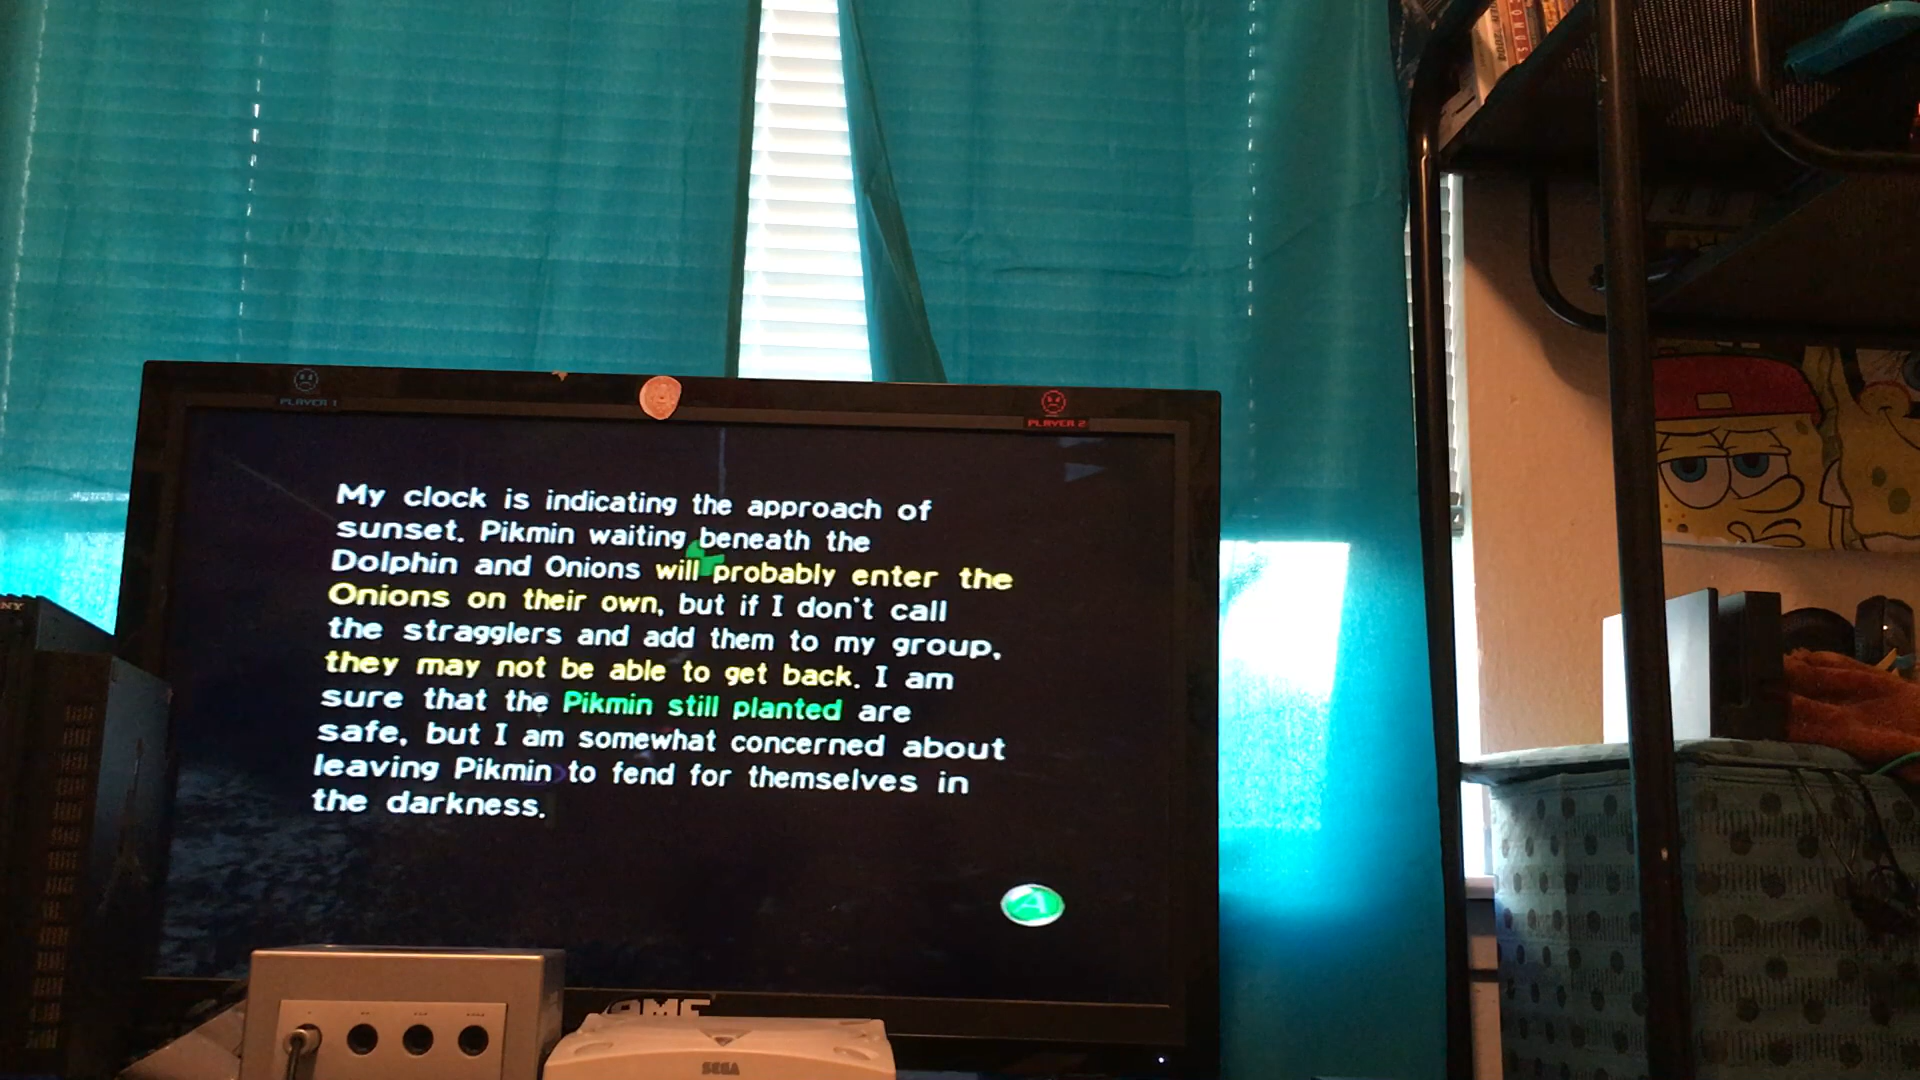 PLAYER 1
PLAYER 2
My clock is indicating the approach of
sunset. Pikmin waiting beneath the
Dolphin and Onions will probably enter the
Onions on their own, but if I don't call
the stragglers and add them to my group,
they may not be able to get back. I am
sure that the Pikmin still planted are
safe, but I am somewhat concerned about
leaving Pikmin to fend for themselves in
the darkness.
A
SEGA